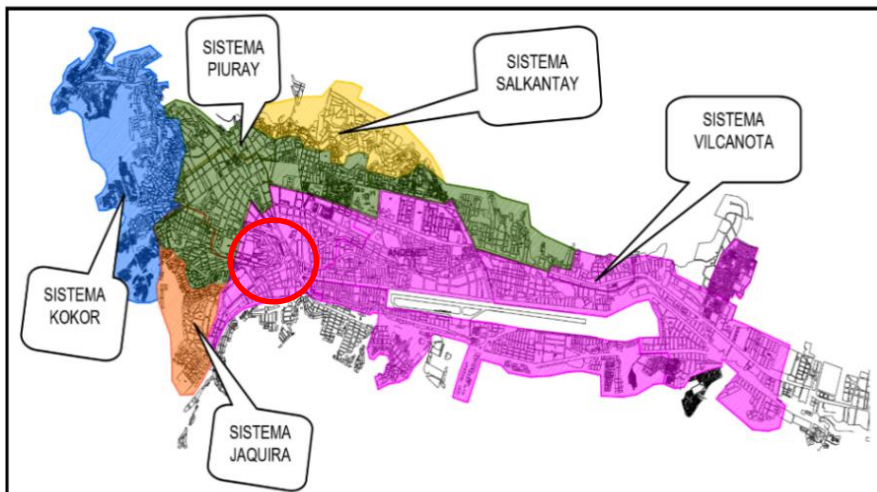 SISTEMA
PIURAY
SISTEMA
SALKANTAY
SISTEMA
VILCANOTA
SISTEMA
KOKOR
SISTEMA
JAQUIRA